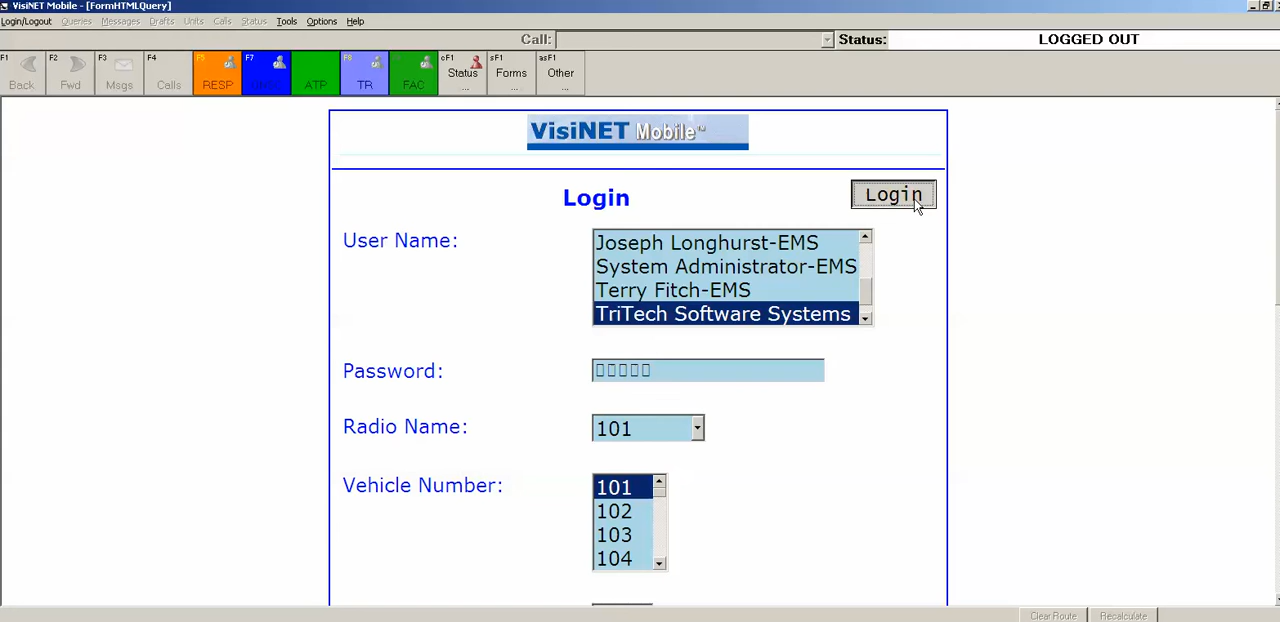 VisiNET Mobile - [FormHTMLQuery]
Login/Logout Queries Messages Drafts Units Calls Status Tools Options Help
Call: Status: LOGGED OUT
F1 F2 F3 F4 F5 F7 F8 cF1 sF1 asF1
Back Fwd Msgs Calls RESP ATP TR FAC Status ... Forms ... Other ...
VisiNET Mobile™
Login Login
User Name:
Joseph Longhurst-EMS
System Administrator-EMS
Terry Fitch-EMS
TriTech Software Systems
Password:
Radio Name: 101
Vehicle Number: 101
102
103
104
Clear Route Recalculate